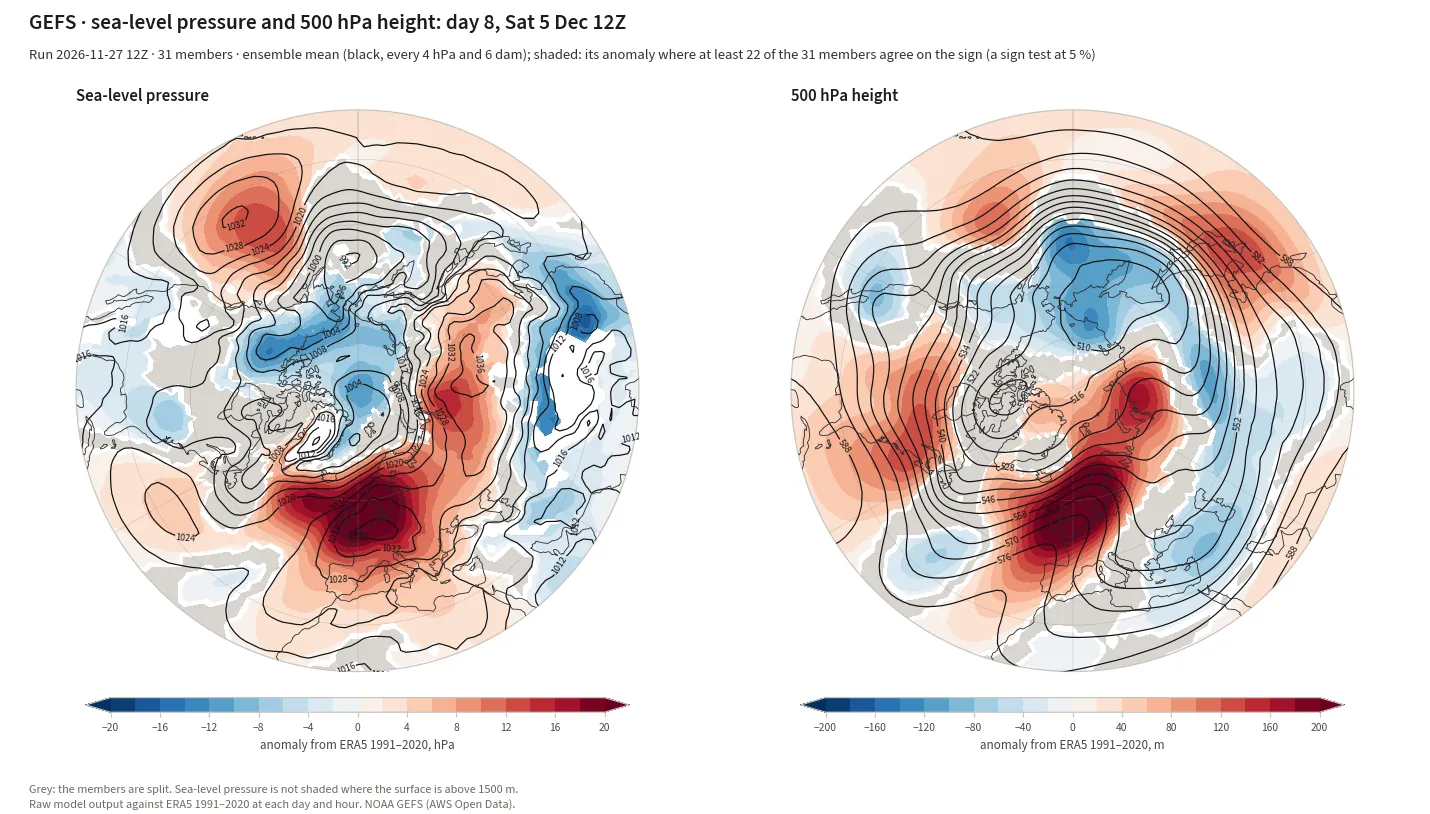 GEFS · sea-level pressure and 500 hPa height: day 8, Sat 5 Dec 12Z
Run 2026-11-27 12Z · 31 members · ensemble mean (black, every 4 hPa and 6 dam); shaded: its anomaly where at least 22 of the 31 members agree on the sign (a sign test at 5 %)
Sea-level pressure
500 hPa height
−20 −16 −12 −8 −4 0 4 8 12 16 20
anomaly from ERA5 1991–2020, hPa
−200 −160 −120 −80 −40 0 40 80 120 160 200
anomaly from ERA5 1991–2020, m
Grey: the members are split. Sea-level pressure is not shaded where the surface is above 1500 m.
Raw model output against ERA5 1991–2020 at each day and hour. NOAA GEFS (AWS Open Data).